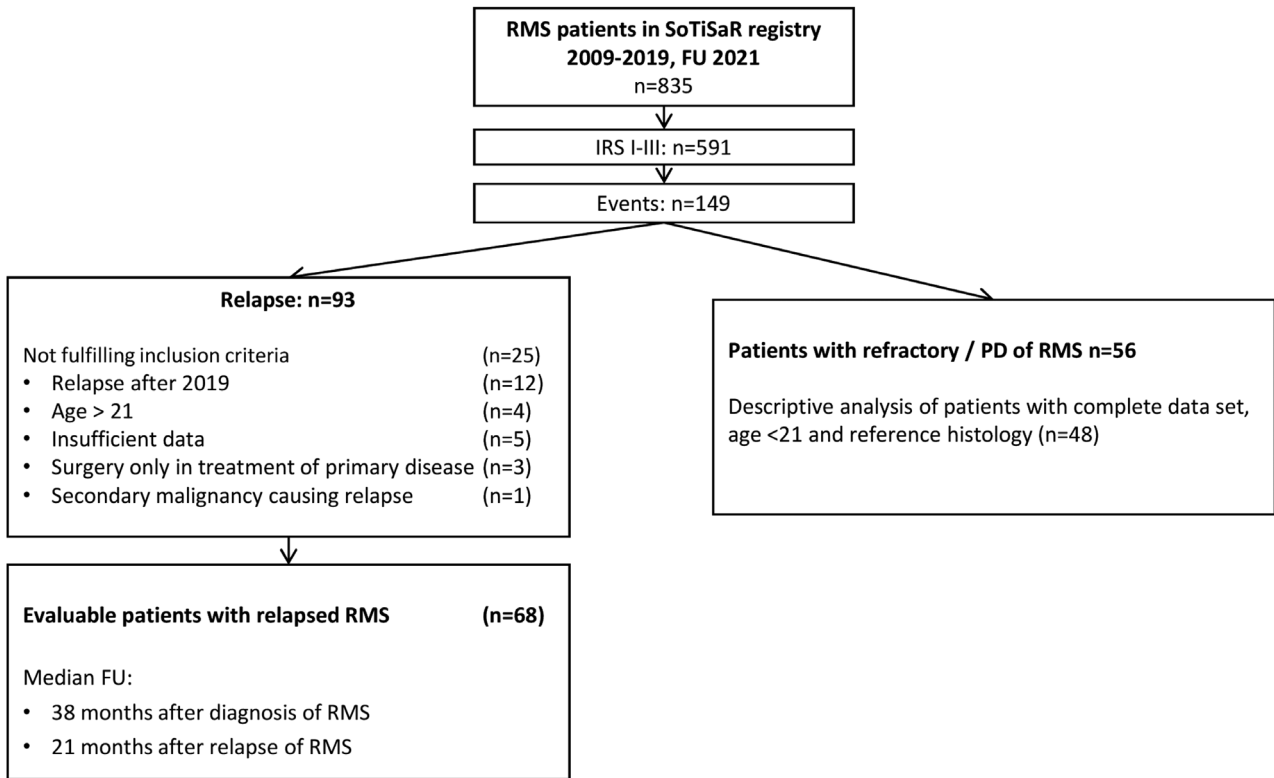 RMS patients in SoTiSaR registry
2009-2019, FU 2021
n=835
IRS I-III: n=591
Events: n=149
Relapse: n=93
Not fulfilling inclusion criteria (n=25)
• Relapse after 2019 (n=12)
• Age > 21 (n=4)
• Insufficient data (n=5)
• Surgery only in treatment of primary disease (n=3)
• Secondary malignancy causing relapse (n=1)
Patients with refractory / PD of RMS n=56
Descriptive analysis of patients with complete data set,
age <21 and reference histology (n=48)
Evaluable patients with relapsed RMS (n=68)
Median FU:
• 38 months after diagnosis of RMS
• 21 months after relapse of RMS